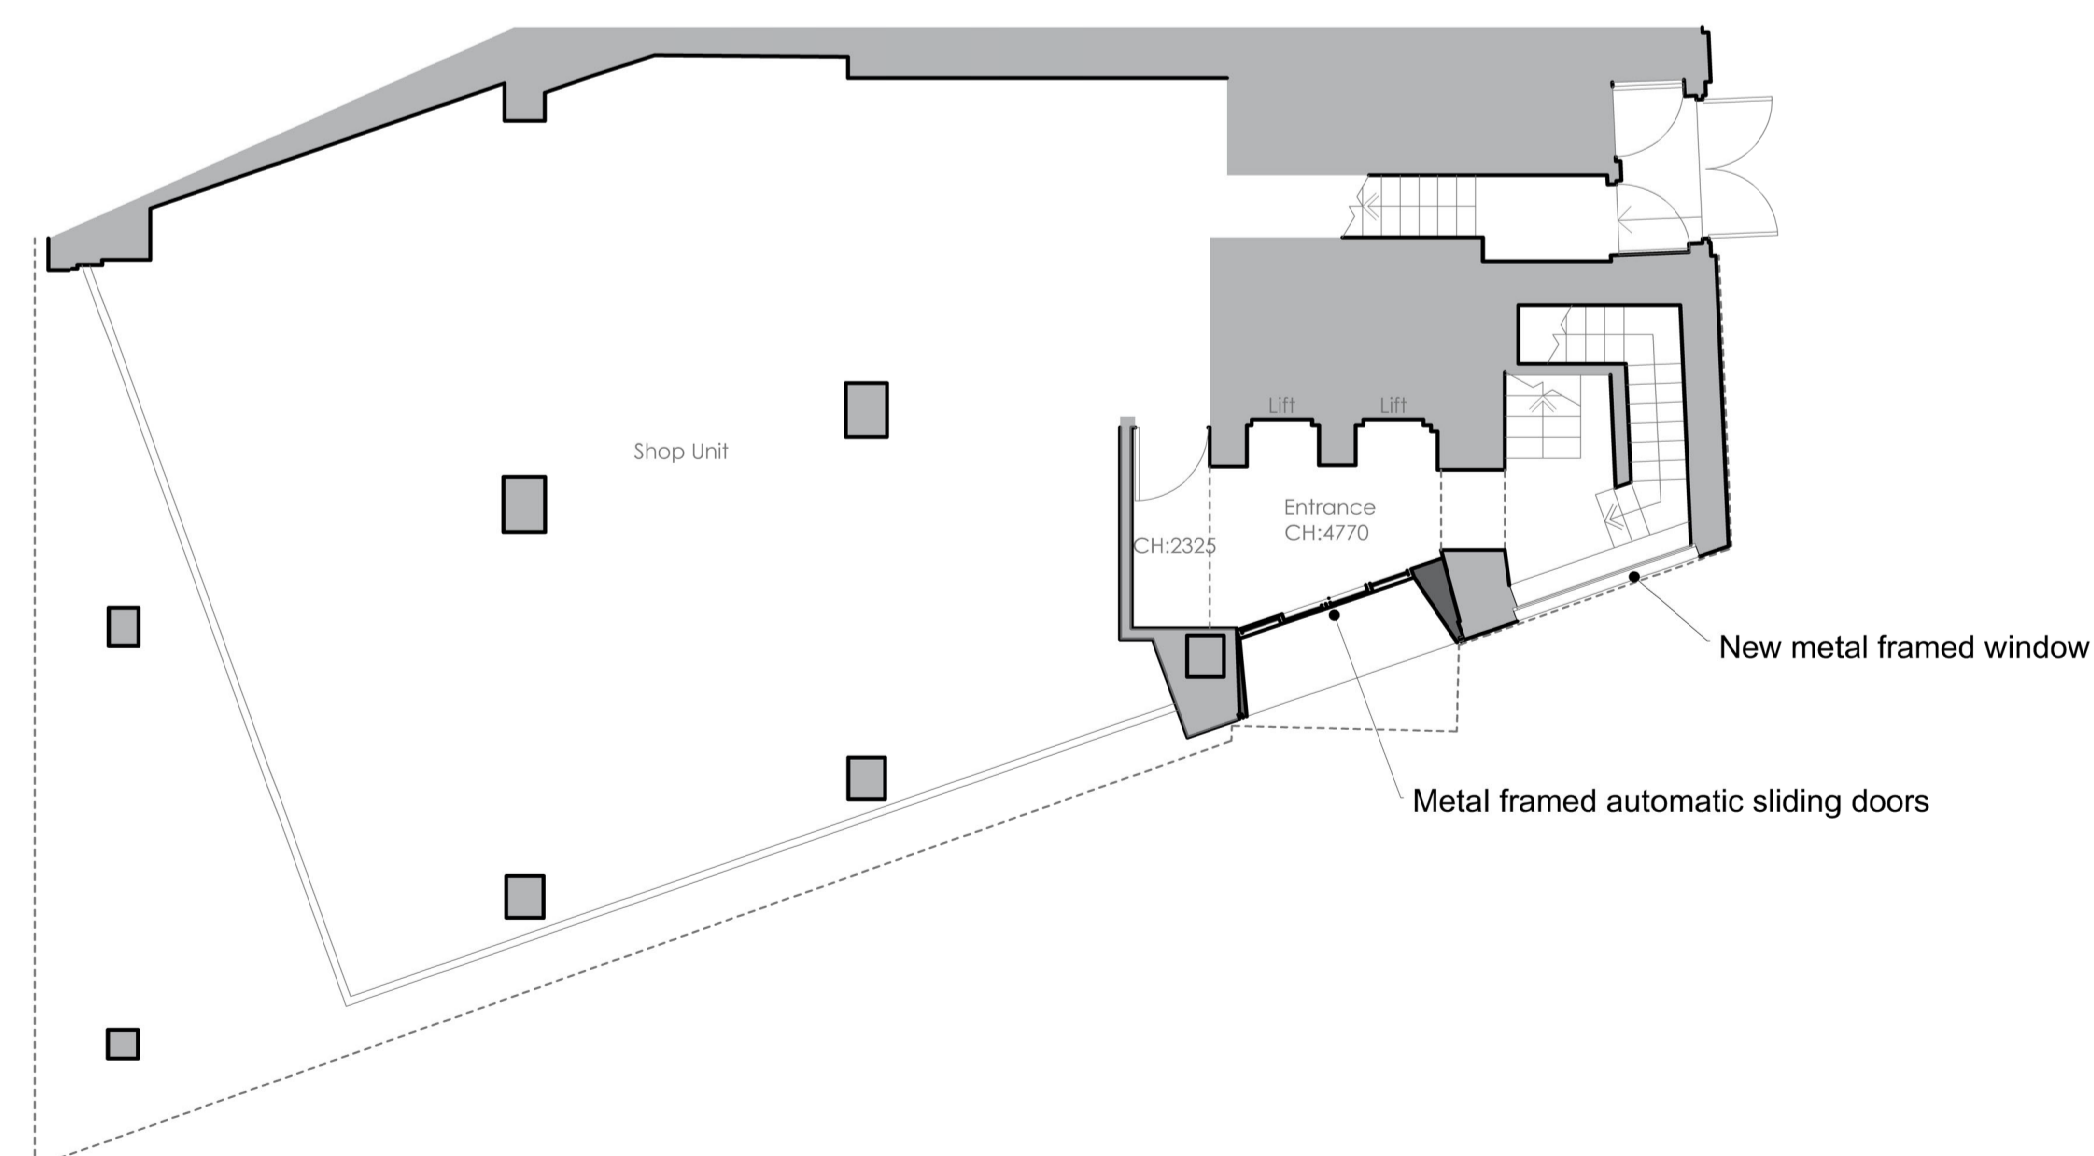 Lift
Lift
Shop Unit
Entrance
CH:4770
CH:2325
New metal framed window
Metal framed automatic sliding doors